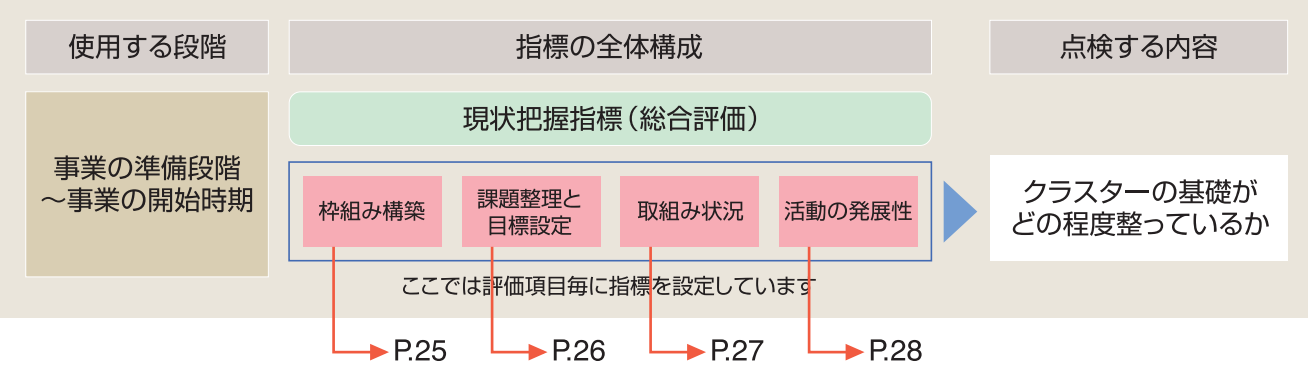 使用する段階
指標の全体構成
点検する内容
事業の準備段階
～事業の開始時期
現状把握指標（総合評価）
枠組み構築
課題整理と
目標設定
取組み状況
活動の発展性
ここでは評価項目毎に指標を設定しています
クラスターの基礎が
どの程度整っているか
P.25
P.26
P.27
P.28